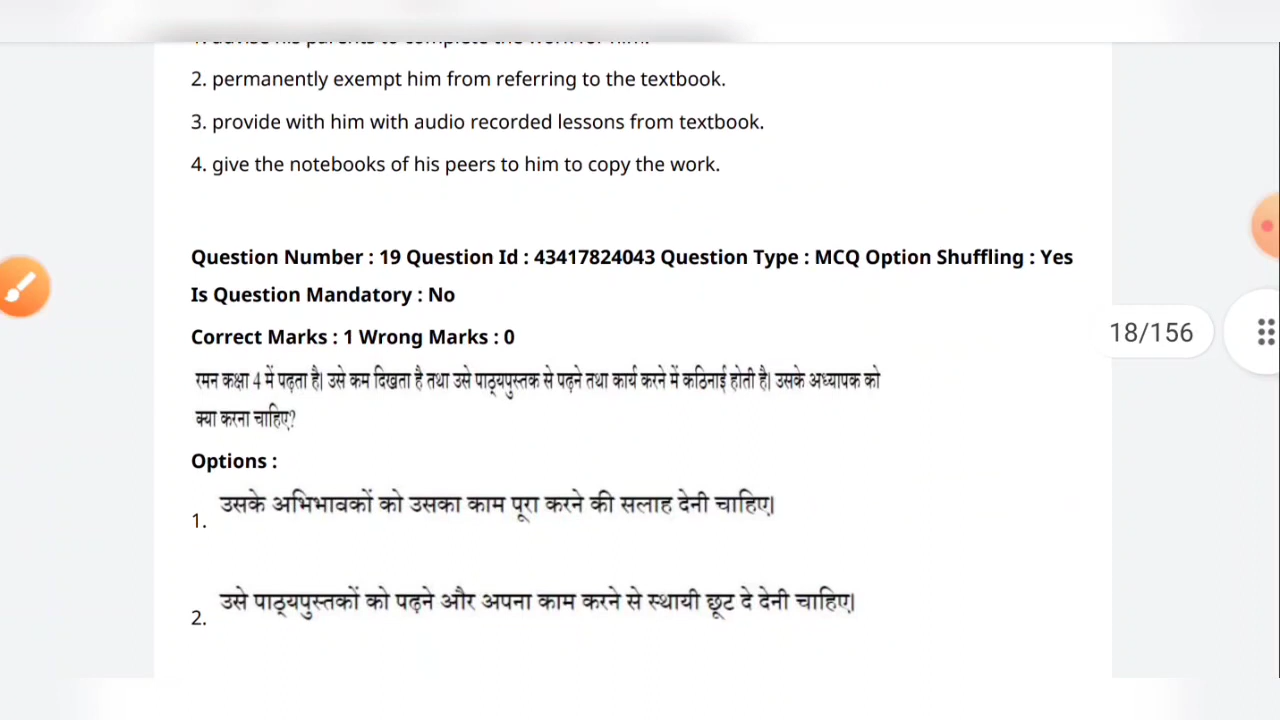 2. permanently exempt him from referring to the textbook.
3. provide with him with audio recorded lessons from textbook.
4. give the notebooks of his peers to him to copy the work.
Question Number : 19 Question Id : 43417824043 Question Type : MCQ Option Shuffling : Yes
Is Question Mandatory : No
18/156
Correct Marks : 1 Wrong Marks : 0
रमन कक्षा 4 में पढ़ता है। उसे कम दिखता है तथा उसे पाठ्यपुस्तक से पढ़ने तथा कार्य करने में कठिनाई होती है। उसके अध्यापक को
क्या करना चाहिए?
Options :
1. उसके अभिभावकों को उसका काम पूरा करने की सलाह देनी चाहिए।
2. उसे पाठ्यपुस्तकों को पढ़ने और अपना काम करने से स्थायी छूट दे देनी चाहिए।